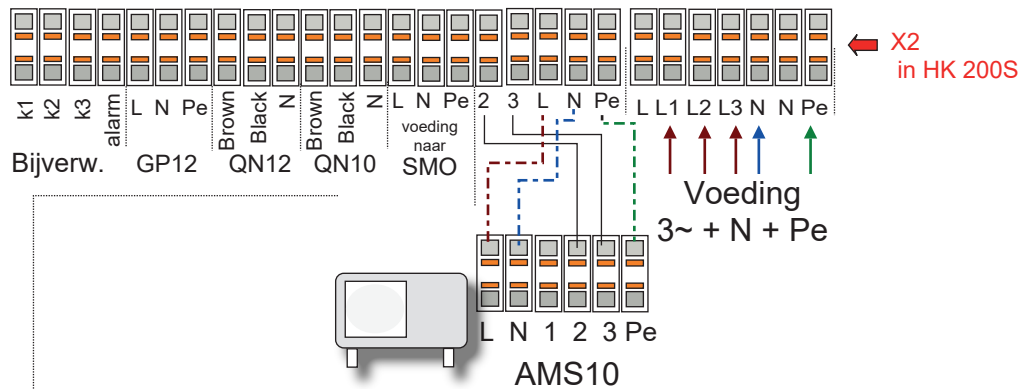 X2
in HK 200S
k1 k2 k3 alarm L N Pe Brown Black N Brown Black N L N Pe 2 3 L N Pe L L1 L2 L3 N N Pe
voeding
naar
Bijverw. GP12 QN12 QN10 SMO
Voeding
3~ + N + Pe
L N 1 2 3 Pe
AMS10